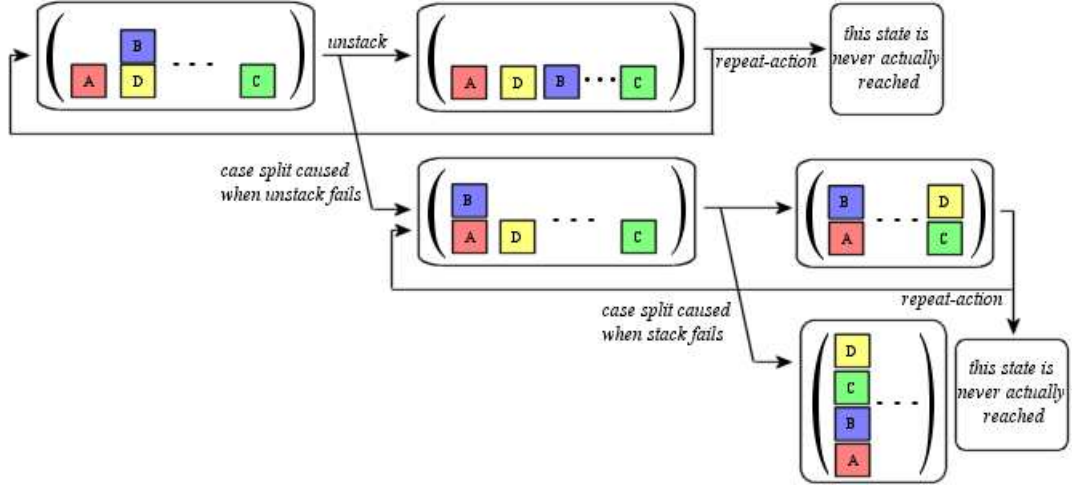 B
A
D
C
unstack
A
D
B
C
repeat-action
this state is
never actually
reached
case split caused
when unstack fails
B
A
D
C
B
A
D
C
repeat-action
case split caused
when stack fails
D
C
B
A
this state is
never actually
reached